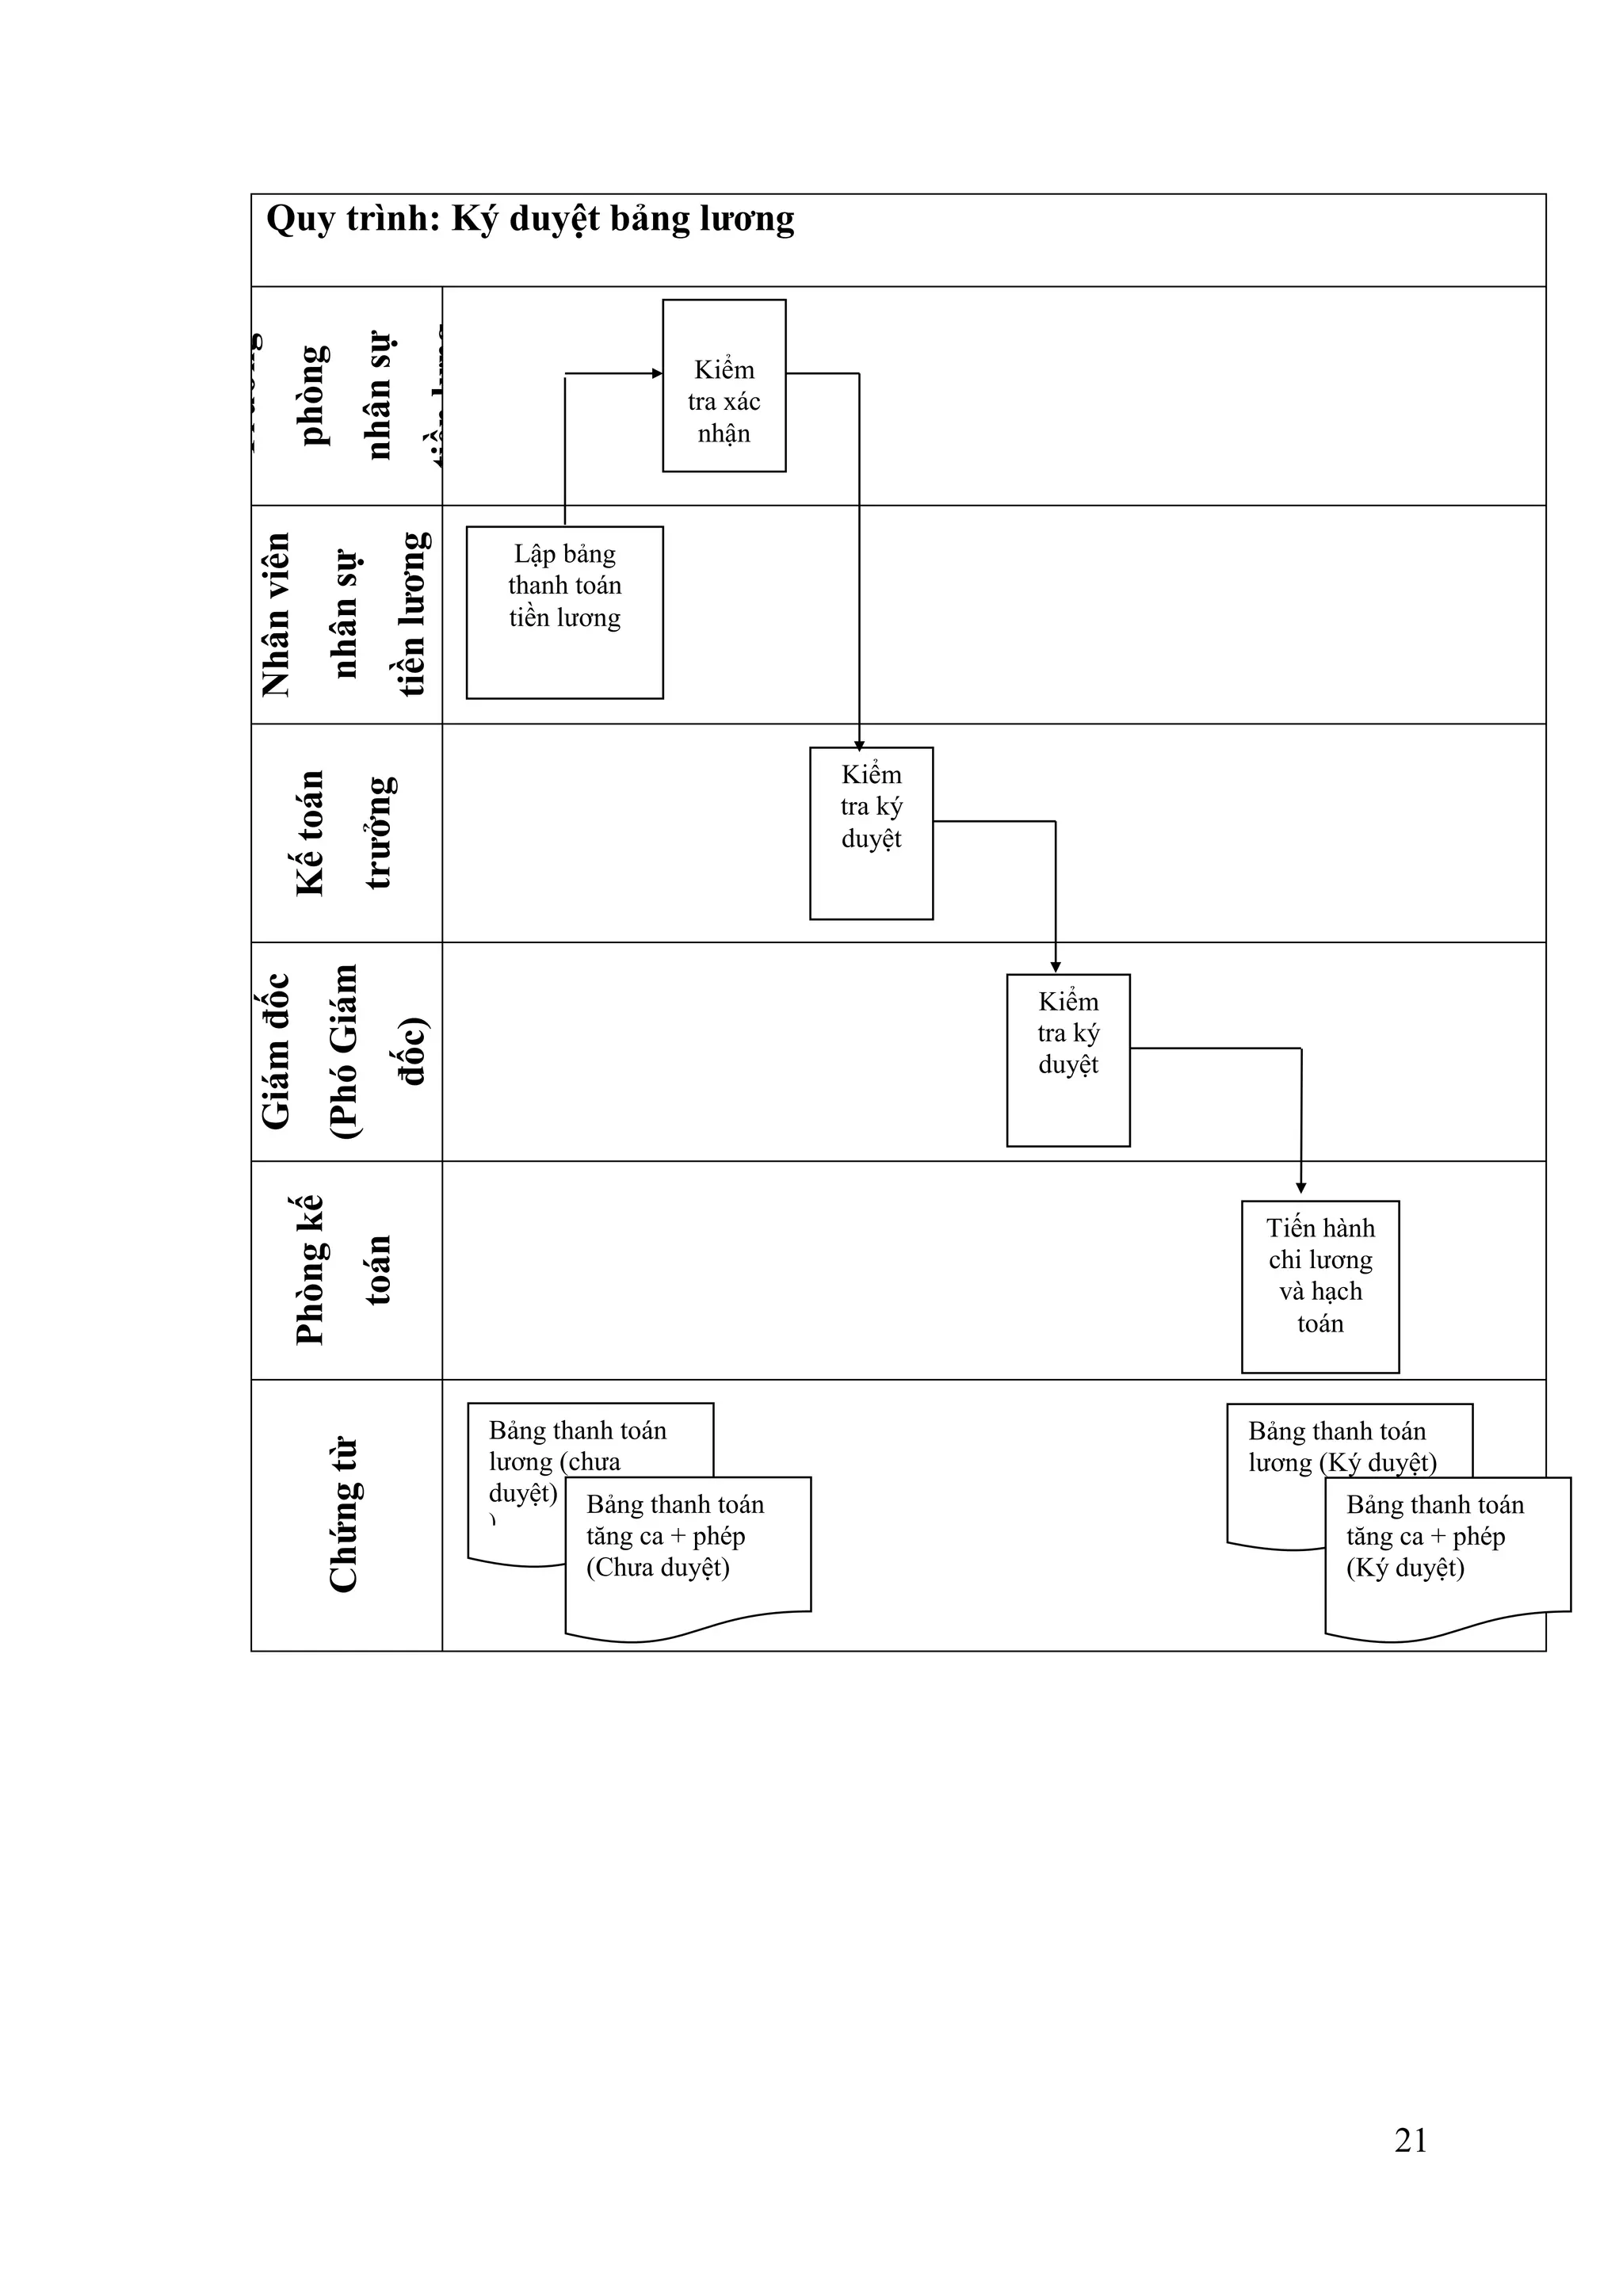 Quy trình: Ký duyệt bảng lương
phòng
nhân sự
Kiểm
tra xác
nhận
Nhân viên
nhân sự
tiền lương
Lập bảng
thanh toán
tiền lương
Kế toán
trưởng
Kiểm
tra ký
duyệt
Giám đốc
(Phó Giám
đốc)
Kiểm
tra ký
duyệt
Phòng kế
toán
Tiến hành
chi lương
và hạch
toán
Chứng từ
Bảng thanh toán
lương (chưa
duyệt)
)
Bảng thanh toán
tăng ca + phép
(Chưa duyệt)
Bảng thanh toán
lương (Ký duyệt)
Bảng thanh toán
tăng ca + phép
(Ký duyệt)
21